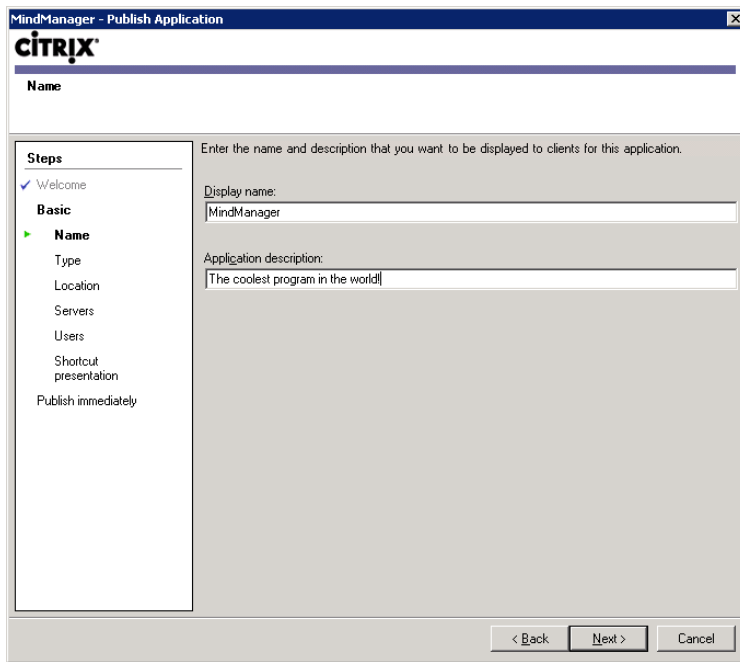 MindManager - Publish Application
CITRIX®
Name
Steps
Welcome
Basic
Name
Type
Location
Servers
Users
Shortcut
presentation
Publish immediately
Enter the name and description that you want to be displayed to clients for this application.
Display name:
MindManager
Application description:
The coolest program in the world!
< Back
Next >
Cancel